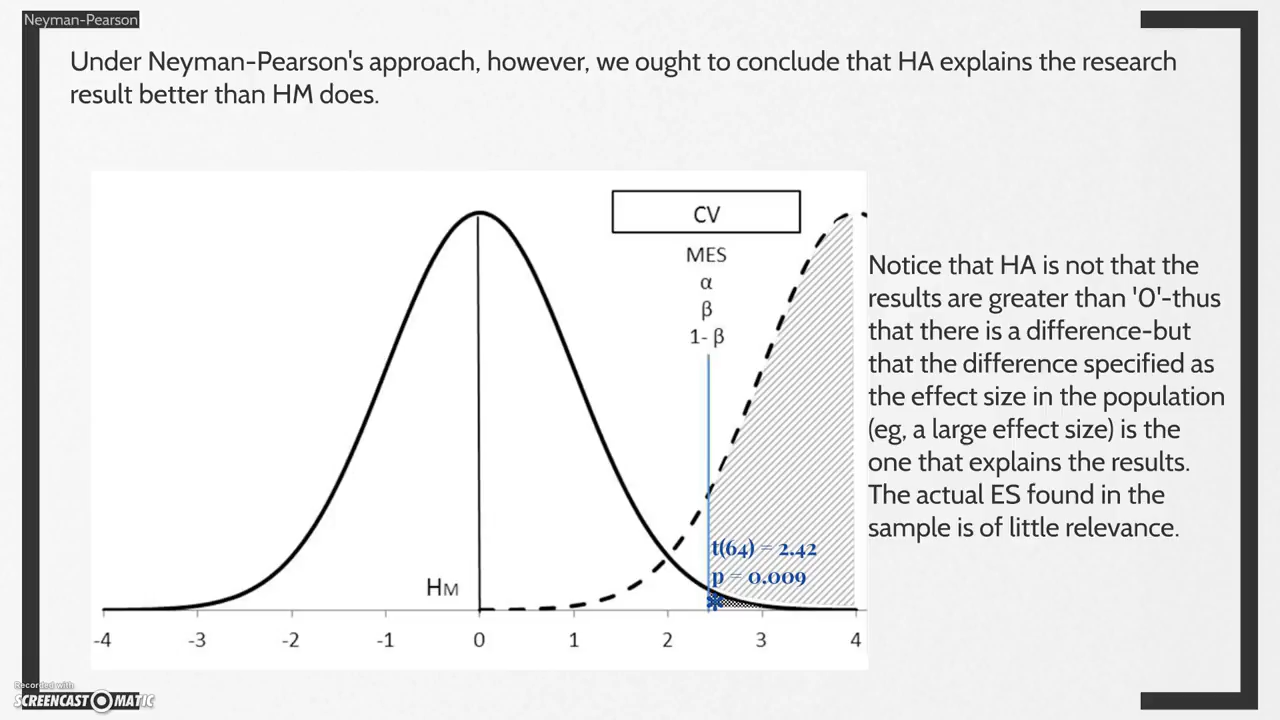 Neyman-Pearson
Under Neyman-Pearson's approach, however, we ought to conclude that HA explains the research
result better than HM does.
CV
MES
α
β
1- β
Notice that HA is not that the
results are greater than '0'-thus
that there is a difference-but
that the difference specified as
the effect size in the population
(eg, a large effect size) is the
one that explains the results.
The actual ES found in the
sample is of little relevance.
t(64) = 2.42
p = 0.009
HM
-4 -3 -2 -1 0 1 2 3 4
Recorded with
SCREENCAST-O-MATIC